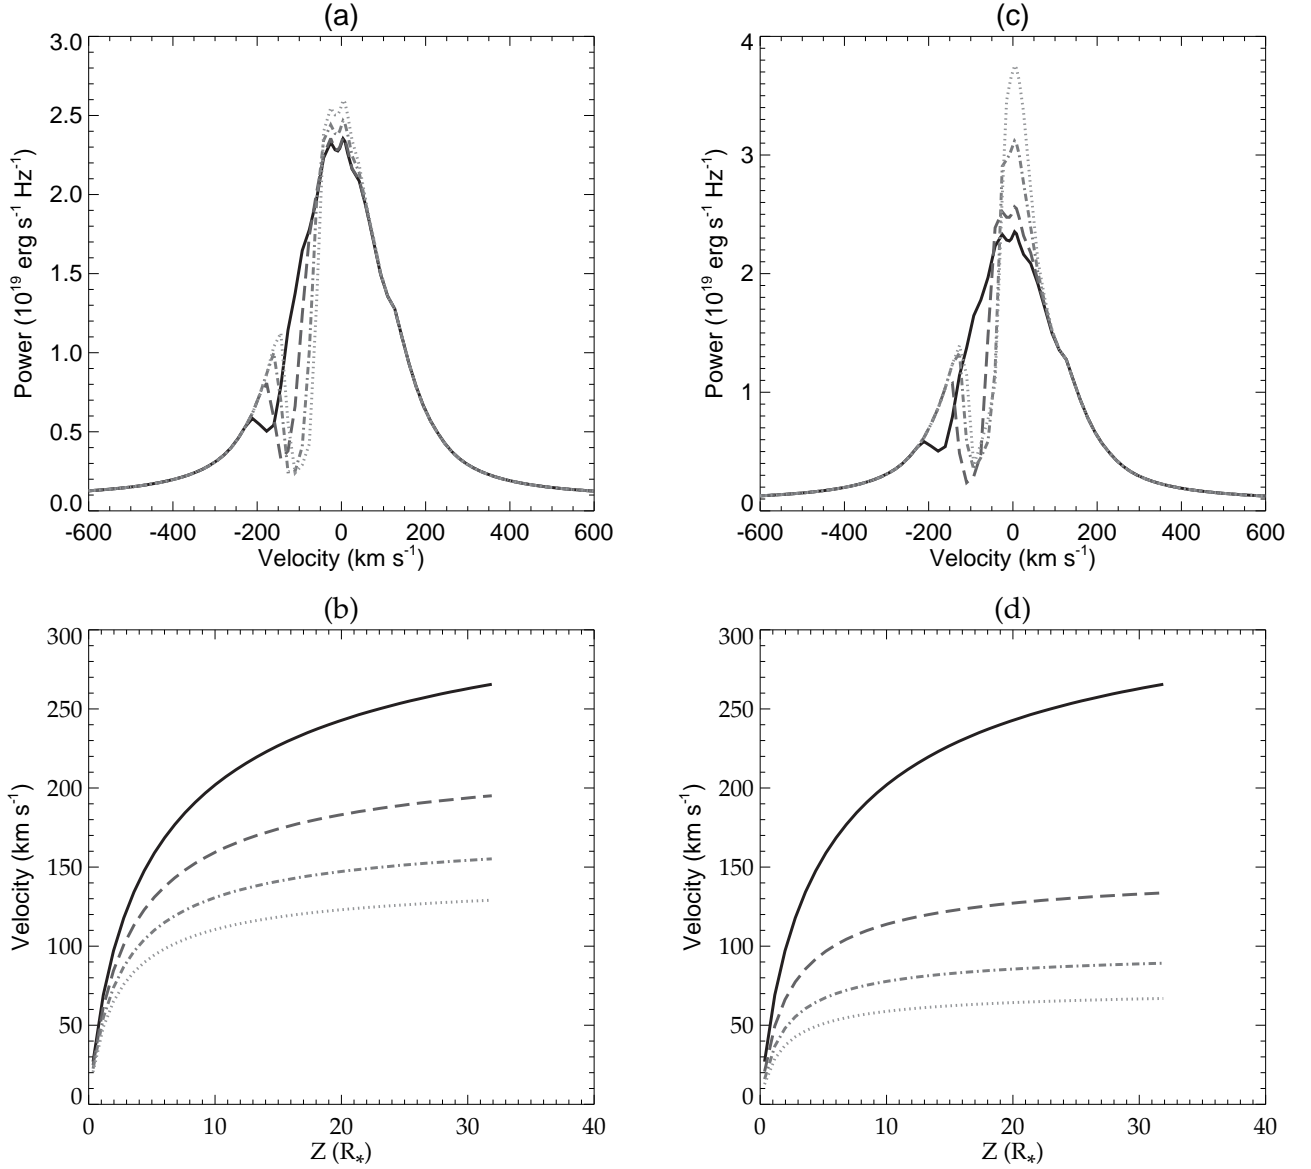 (a)
3.0
2.5
2.0
1.5
1.0
0.5
0.0
Power (10¹⁹ erg s⁻¹ Hz⁻¹)
-600 -400 -200 0 200 400 600
Velocity (km s⁻¹)
(c)
4
3
2
1
0
Power (10¹⁹ erg s⁻¹ Hz⁻¹)
-600 -400 -200 0 200 400 600
Velocity (km s⁻¹)
(b)
300
250
200
150
100
50
0
Velocity (km s⁻¹)
0 10 20 30 40
Z (R*)
(d)
300
250
200
150
100
50
0
Velocity (km s⁻¹)
0 10 20 30 40
Z (R*)